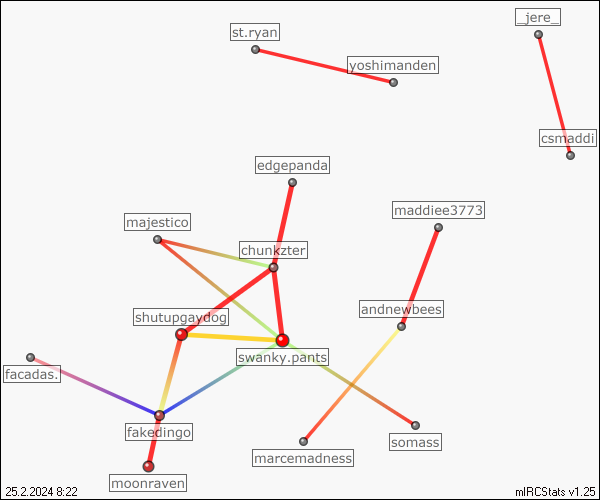 _jere_
st.ryan
yoshimanden
csmaddi
edgepanda
maddiee3773
majestico
chunkzter
andnewbees
shutupgaydog
swanky.pants
facadas.
fakedingo
somass
marcemadness
moonraven
25.2.2024 8:22
mIRCStats v1.25